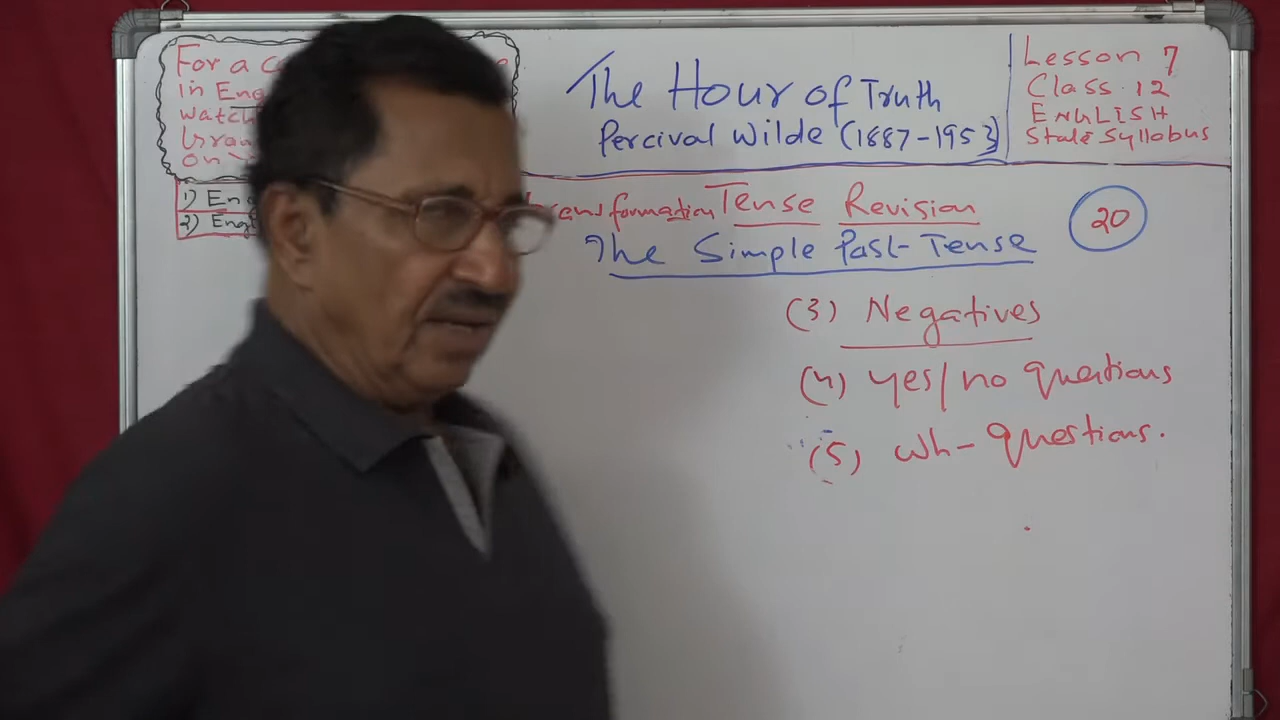 For a
in Eng
watch
on
The Hour of Truth
Percival Wilde (1887-1953)
Lesson 7
Class 12
ENGLISH
State Syllabus
1) Eng
2) Engl
ransformation Tense Revision
The Simple Past Tense
20
(3) Negatives
(4) yes/no questions
(5) Wh- Questions.